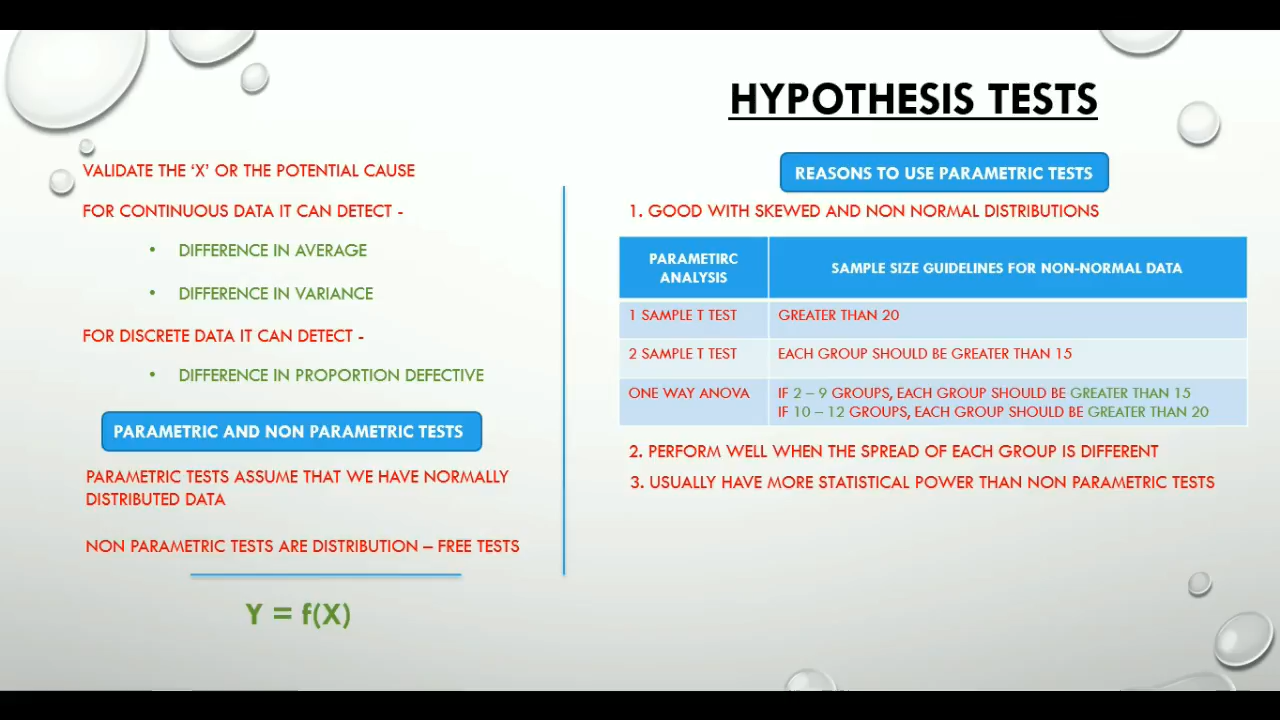 HYPOTHESIS TESTS
VALIDATE THE ‘X’ OR THE POTENTIAL CAUSE
FOR CONTINUOUS DATA IT CAN DETECT -
• DIFFERENCE IN AVERAGE
• DIFFERENCE IN VARIANCE
FOR DISCRETE DATA IT CAN DETECT -
• DIFFERENCE IN PROPORTION DEFECTIVE
PARAMETRIC AND NON PARAMETRIC TESTS
PARAMETRIC TESTS ASSUME THAT WE HAVE NORMALLY
DISTRIBUTED DATA
NON PARAMETRIC TESTS ARE DISTRIBUTION – FREE TESTS
Y = f(X)
REASONS TO USE PARAMETRIC TESTS
1. GOOD WITH SKEWED AND NON NORMAL DISTRIBUTIONS
PARAMETIRC
ANALYSIS
SAMPLE SIZE GUIDELINES FOR NON-NORMAL DATA
1 SAMPLE T TEST
GREATER THAN 20
2 SAMPLE T TEST
EACH GROUP SHOULD BE GREATER THAN 15
ONE WAY ANOVA
IF 2 – 9 GROUPS, EACH GROUP SHOULD BE GREATER THAN 15
IF 10 – 12 GROUPS, EACH GROUP SHOULD BE GREATER THAN 20
2. PERFORM WELL WHEN THE SPREAD OF EACH GROUP IS DIFFERENT
3. USUALLY HAVE MORE STATISTICAL POWER THAN NON PARAMETRIC TESTS